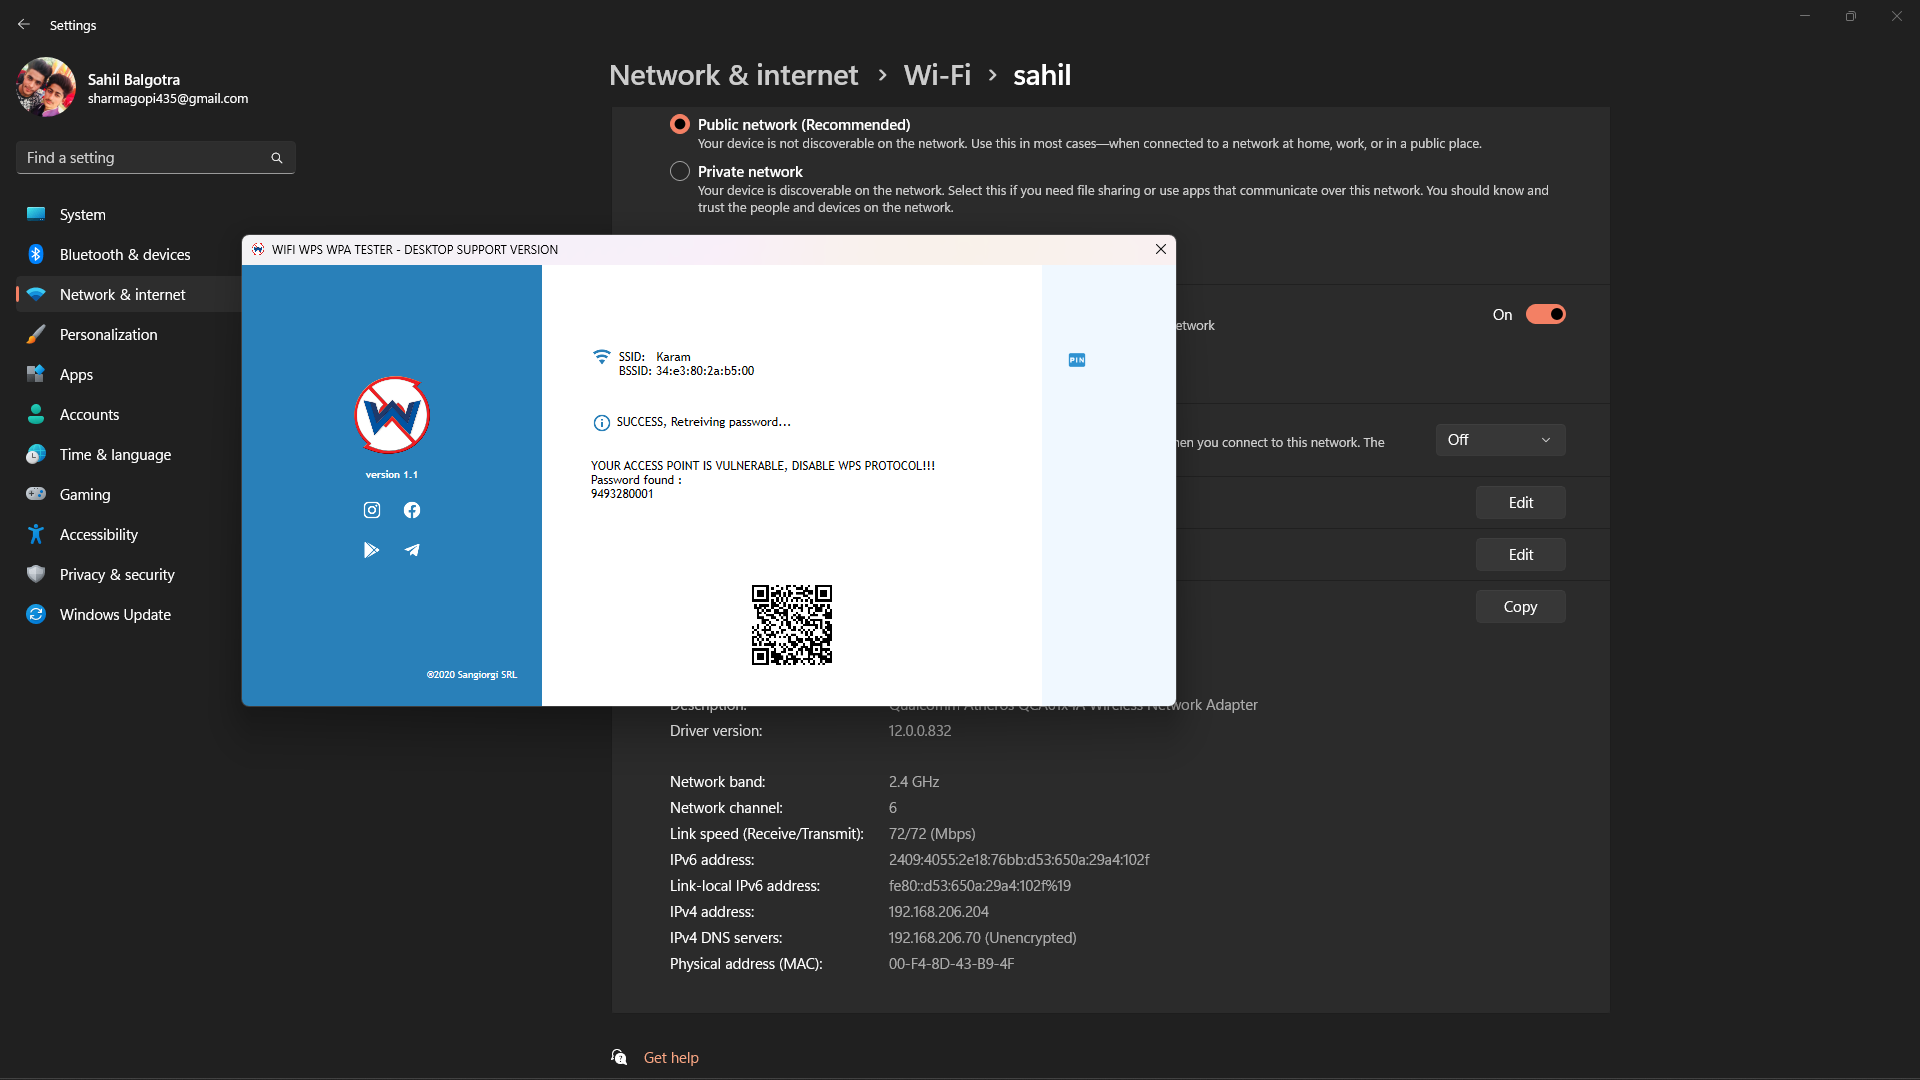 Settings
Sahil Balgotra
sharmagopi435@gmail.com
Find a setting
System
Bluetooth & devices
Network & internet
Personalization
Apps
Accounts
Time & language
Gaming
Accessibility
Privacy & security
Windows Update
Network & internet > Wi-Fi > sahil
Public network (Recommended)
Your device is not discoverable on the network. Use this in most cases—when connected to a network at home, work, or in a public place.
Private network
Your device is discoverable on the network. Select this if you need file sharing or use apps that communicate over this network. You should know and
trust the people and devices on the network.
WIFI WPS WPA TESTER - DESKTOP SUPPORT VERSION
version 1.1
©2020 Sangiorgi SRL
SSID: Karam
BSSID: 34:e3:80:2a:b5:00
SUCCESS, Retreiving password...
YOUR ACCESS POINT IS VULNERABLE, DISABLE WPS PROTOCOL!!!
Password found :
9493280001
PIN
etwork
On
you connect to this network. The
Off
Edit
Edit
Copy
Description: Qualcomm Atheros Wireless Network Adapter
Driver version: 12.0.0.832
Network band: 2.4 GHz
Network channel: 6
Link speed (Receive/Transmit): 72/72 (Mbps)
IPv6 address: 2409:4055:2e18:76bb:d53:650a:29a4:102f
Link-local IPv6 address: fe80::d53:650a:29a4:102f%19
IPv4 address: 192.168.206.204
IPv4 DNS servers: 192.168.206.70 (Unencrypted)
Physical address (MAC): 00-F4-8D-43-B9-4F
Get help